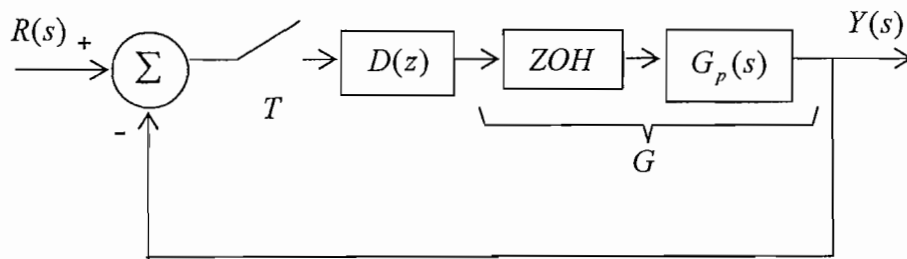 R(s) + Σ T D(z) ZOH G_p(s) Y(s)
-
G